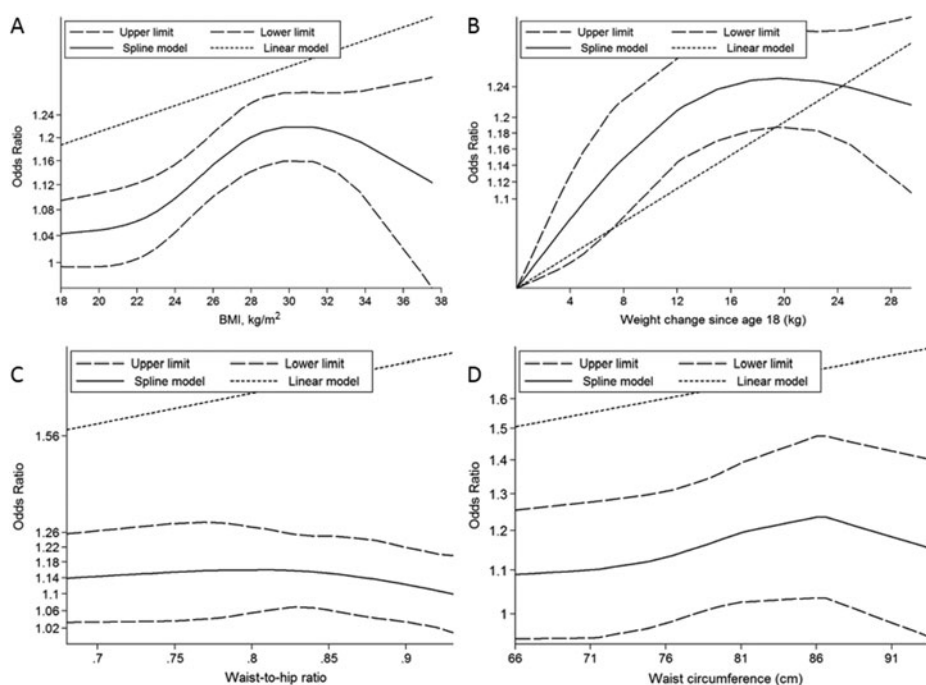 A
Upper limit Lower limit
Spline model Linear model
Odds Ratio
1.24
1.2
1.16
1.12
1.08
1.04
1
18 20 22 24 26 28 30 32 34 36 38
BMI, kg/m²
B
Upper limit Lower limit
Spline model Linear model
Odds Ratio
1.24
1.2
1.18
1.16
1.14
1.12
1.1
4 8 12 16 20 24 28
Weight change since age 18 (kg)
C
Upper limit Lower limit
Spline model Linear model
Odds Ratio
1.56
1.26
1.22
1.18
1.14
1.1
1.06
1.02
.7 .75 .8 .85 .9
Waist-to-hip ratio
D
Upper limit Lower limit
Spline model Linear model
Odds Ratio
1.6
1.5
1.4
1.3
1.2
1.1
1
66 71 76 81 86 91
Waist circumference (cm)